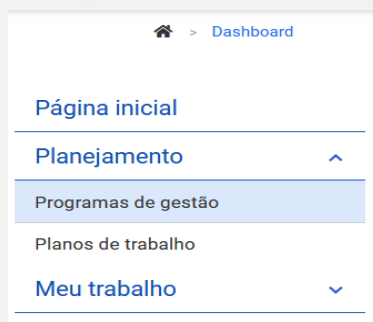 > Dashboard
Página inicial
Planejamento
Programas de gestão
Planos de trabalho
Meu trabalho